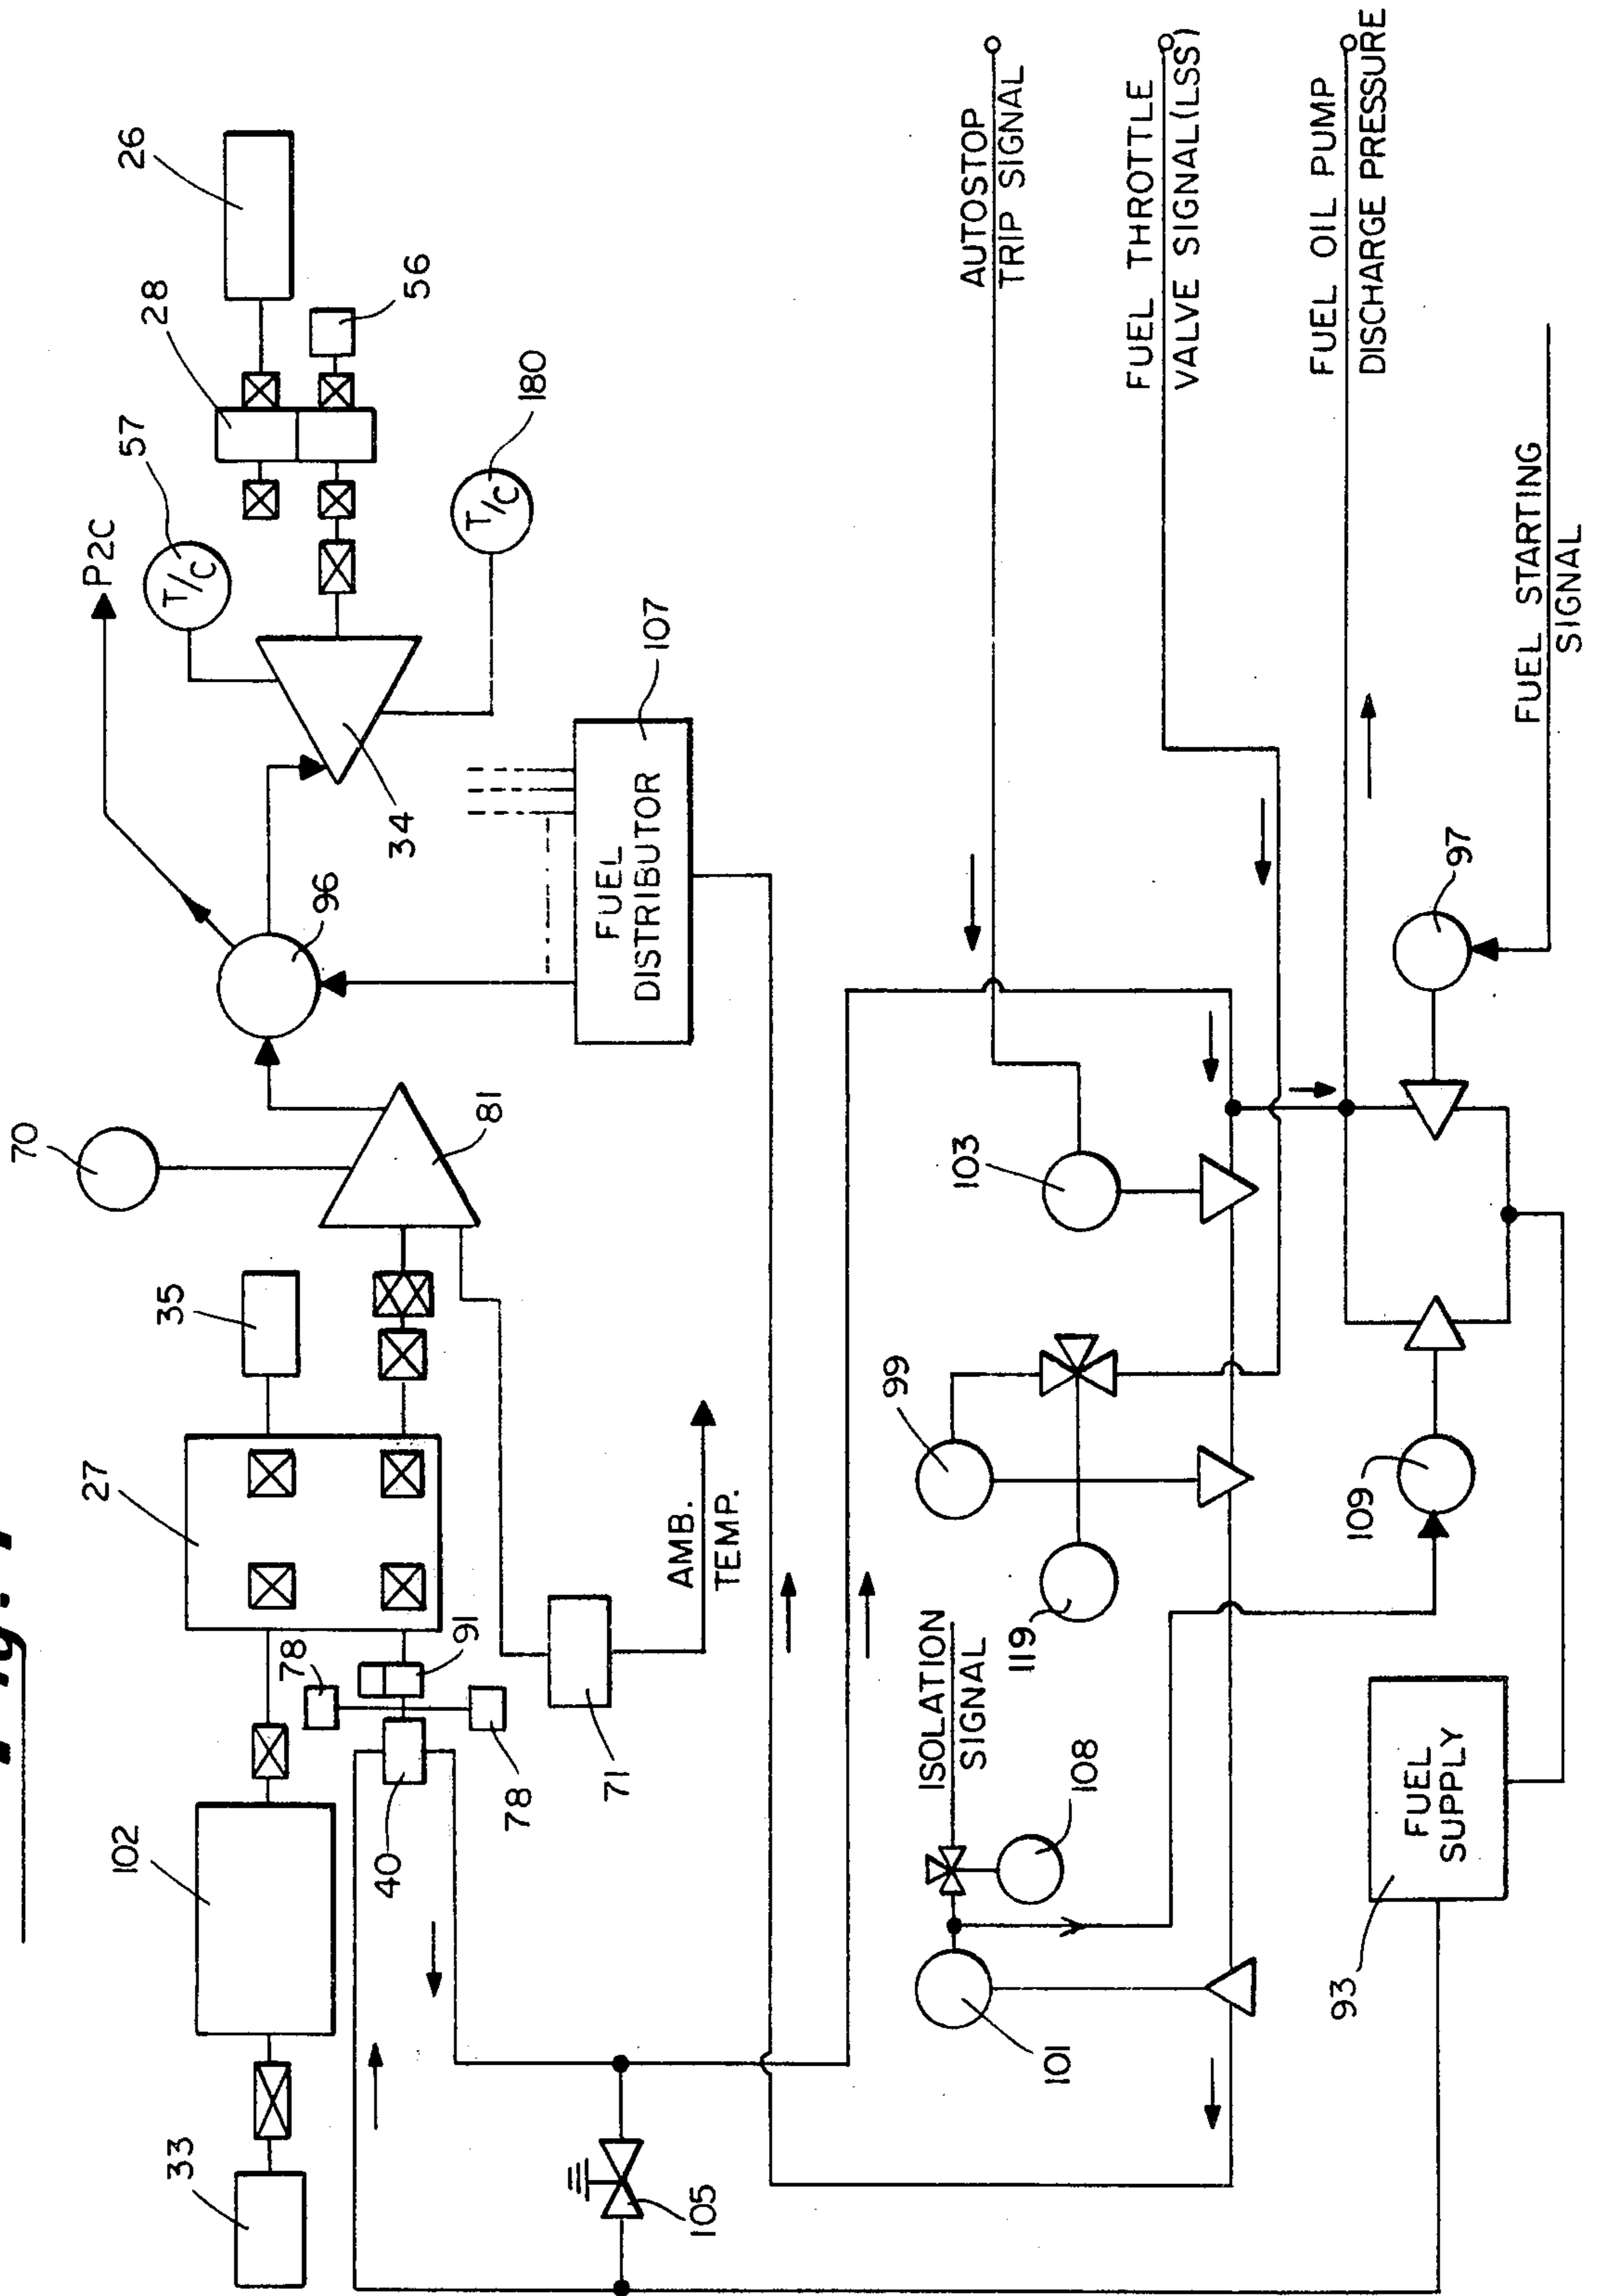 70
P2C
57
T/C
28
26
56
180
T/C
34
96
81
35
27
102
33
78
91
40
78
71
AMB.
TEMP.
FUEL
DISTRIBUTOR
107
AUTOSTOP
TRIP SIGNAL
FUEL THROTTLE
VALVE SIGNAL(LSS)
FUEL OIL PUMP
DISCHARGE PRESSURE
FUEL STARTING
SIGNAL
105
101
108
ISOLATION
SIGNAL
119
99
103
109
97
93
FUEL
SUPPLY